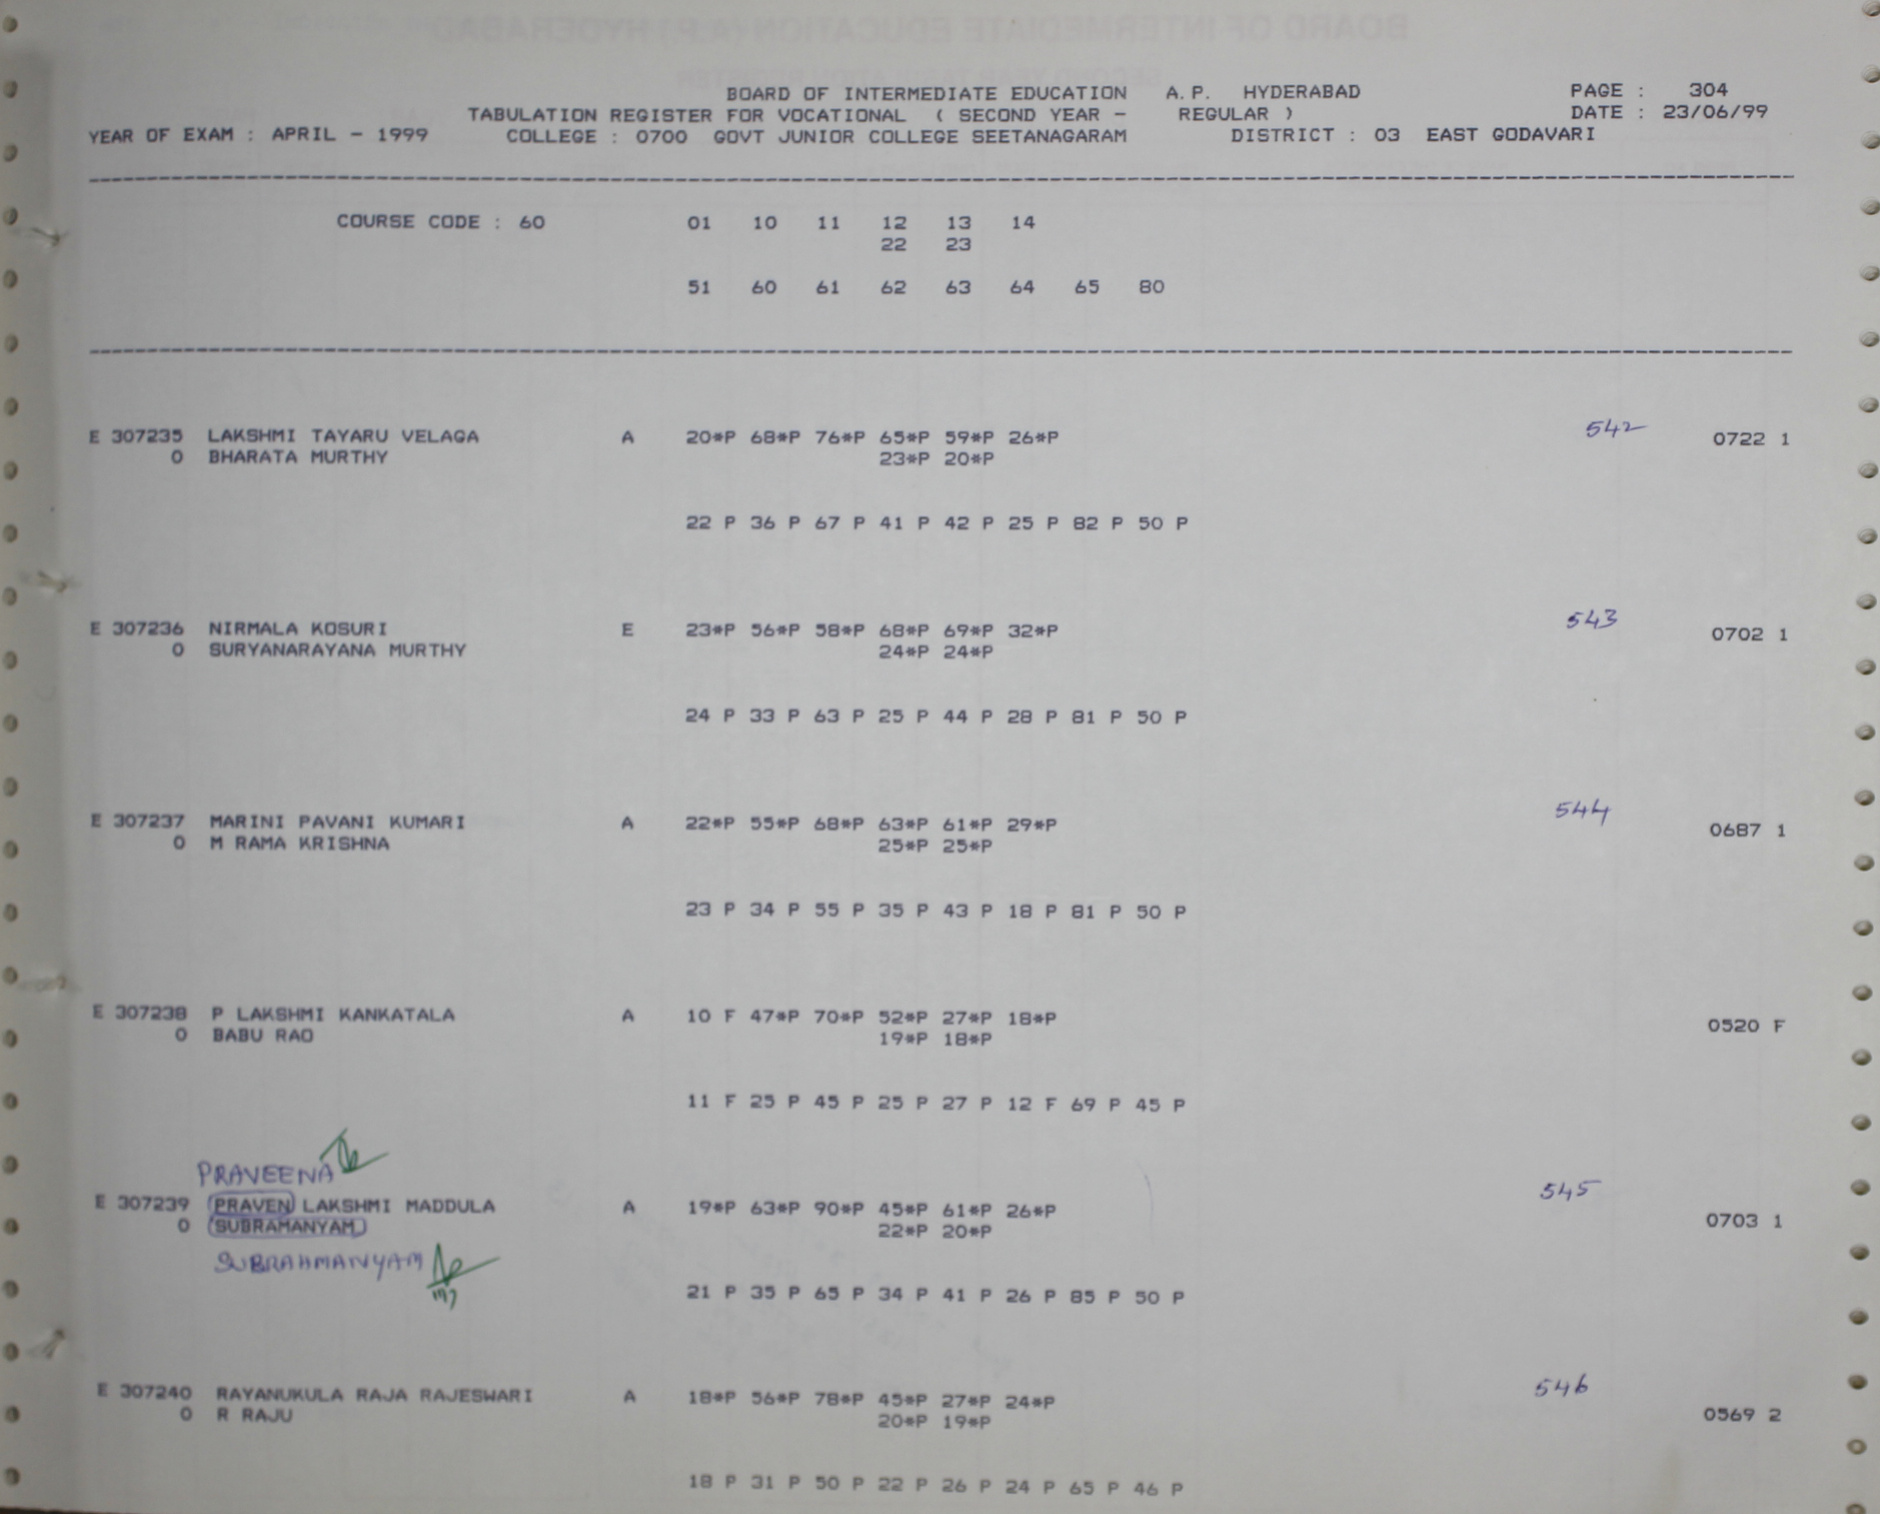 BOARD OF INTERMEDIATE EDUCATION A.P. HYDERABAD PAGE : 304
TABULATION REGISTER FOR VOCATIONAL ( SECOND YEAR - REGULAR ) DATE : 23/06/99
YEAR OF EXAM : APRIL - 1999 COLLEGE : 0700 GOVT JUNIOR COLLEGE SEETANAGARAM DISTRICT : 03 EAST GODAVARI
COURSE CODE : 60 01 10 11 12 13 14
22 23
51 60 61 62 63 64 65 80
E 307235 LAKSHMI TAYARU VELAGA A 20*P 68*P 76*P 65*P 59*P 26*P 542 0722 1
0 BHARATA MURTHY 23*P 20*P
22 P 36 P 67 P 41 P 42 P 25 P 82 P 50 P
E 307236 NIRMALA KOSURI E 23*P 56*P 58*P 68*P 69*P 32*P 543 0702 1
0 SURYANARAYANA MURTHY 24*P 24*P
24 P 33 P 63 P 25 P 44 P 28 P 81 P 50 P
E 307237 MARINI PAVANI KUMARI A 22*P 55*P 68*P 63*P 61*P 29*P 544 0687 1
0 M RAMA KRISHNA 25*P 25*P
23 P 34 P 55 P 35 P 43 P 18 P 81 P 50 P
E 307238 P LAKSHMI KANKATALA A 10 F 47*P 70*P 52*P 27*P 18*P 0520 F
0 BABU RAO 19*P 18*P
11 F 25 P 45 P 25 P 27 P 12 F 69 P 45 P
PRAVEENA
E 307239 PRAVEN LAKSHMI MADDULA A 19*P 63*P 90*P 45*P 61*P 26*P 545 0703 1
0 SUBRAMANYAM 22*P 20*P
SUBRAHMANYAM
21 P 35 P 65 P 34 P 41 P 26 P 85 P 50 P
E 307240 RAYANUKULA RAJA RAJESWARI A 18*P 56*P 78*P 45*P 27*P 24*P 546 0569 2
0 R RAJU 20*P 19*P
18 P 31 P 50 P 22 P 26 P 24 P 65 P 46 P